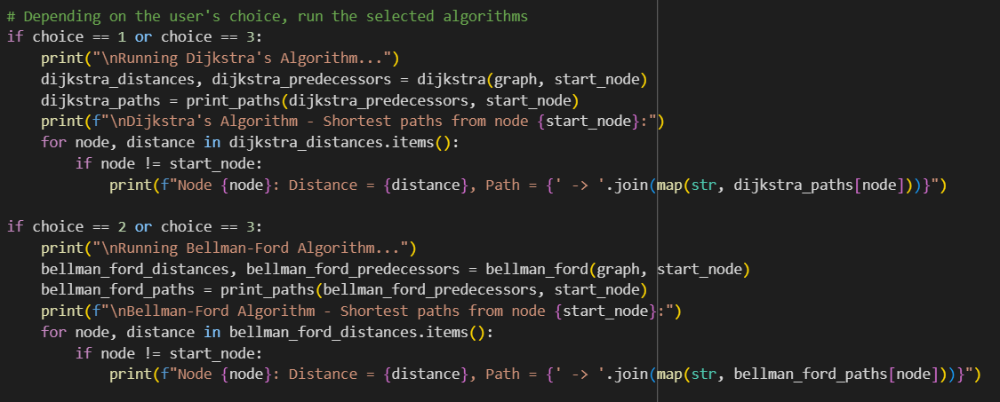 # Depending on the user's choice, run the selected algorithms
if choice == 1 or choice == 3:
    print("\nRunning Dijkstra's Algorithm...")
    dijkstra_distances, dijkstra_predecessors = dijkstra(graph, start_node)
    dijkstra_paths = print_paths(dijkstra_predecessors, start_node)
    print(f"\nDijkstra's Algorithm - Shortest paths from node {start_node}:")
    for node, distance in dijkstra_distances.items():
        if node != start_node:
            print(f"Node {node}: Distance = {distance}, Path = {' -> '.join(map(str, dijkstra_paths[node]))}")

if choice == 2 or choice == 3:
    print("\nRunning Bellman-Ford Algorithm...")
    bellman_ford_distances, bellman_ford_predecessors = bellman_ford(graph, start_node)
    bellman_ford_paths = print_paths(bellman_ford_predecessors, start_node)
    print(f"\nBellman-Ford Algorithm - Shortest paths from node {start_node}:")
    for node, distance in bellman_ford_distances.items():
        if node != start_node:
            print(f"Node {node}: Distance = {distance}, Path = {' -> '.join(map(str, bellman_ford_paths[node]))}")